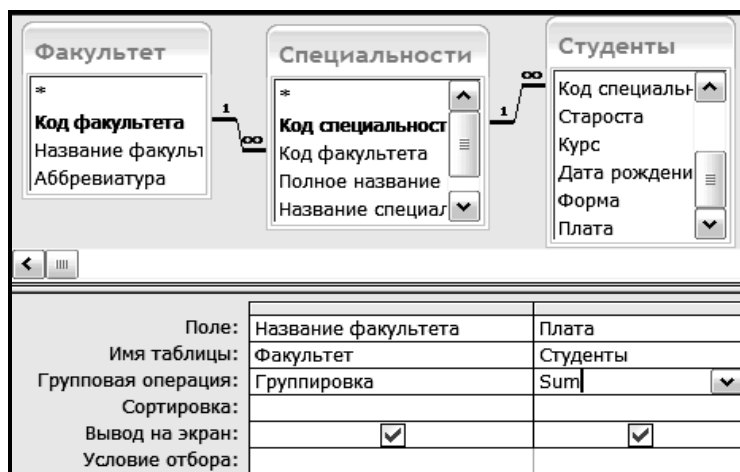 Факультет
*
Код факультета
Название факульт
Аббревиатура
1
∞
Специальности
*
Код специальност
Код факультета
Полное название
Название специал
1
∞
Студенты
Код специальн
Староста
Курс
Дата рождени
Форма
Плата
Поле: Название факультета Плата
Имя таблицы: Факультет Студенты
Групповая операция: Группировка Sum
Сортировка:
Вывод на экран:
Условие отбора: